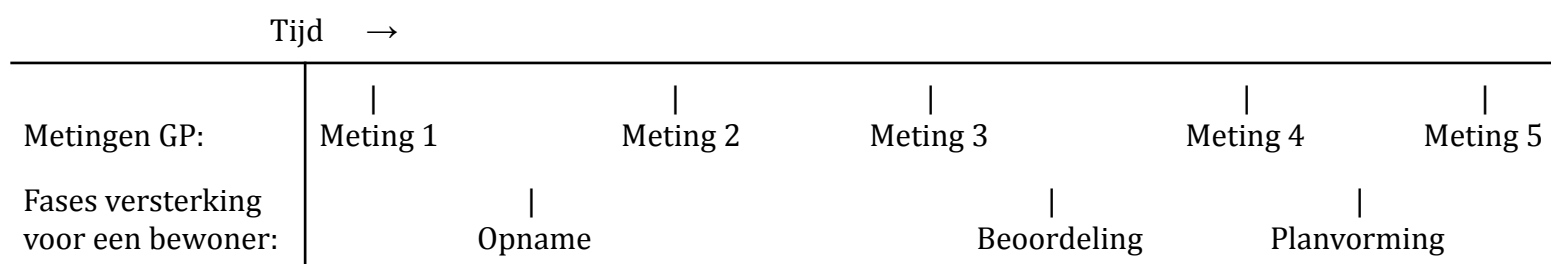 Tijd →
Metingen GP: Meting 1 Meting 2 Meting 3 Meting 4 Meting 5
Fases versterking
voor een bewoner: Opname Beoordeling Planvorming